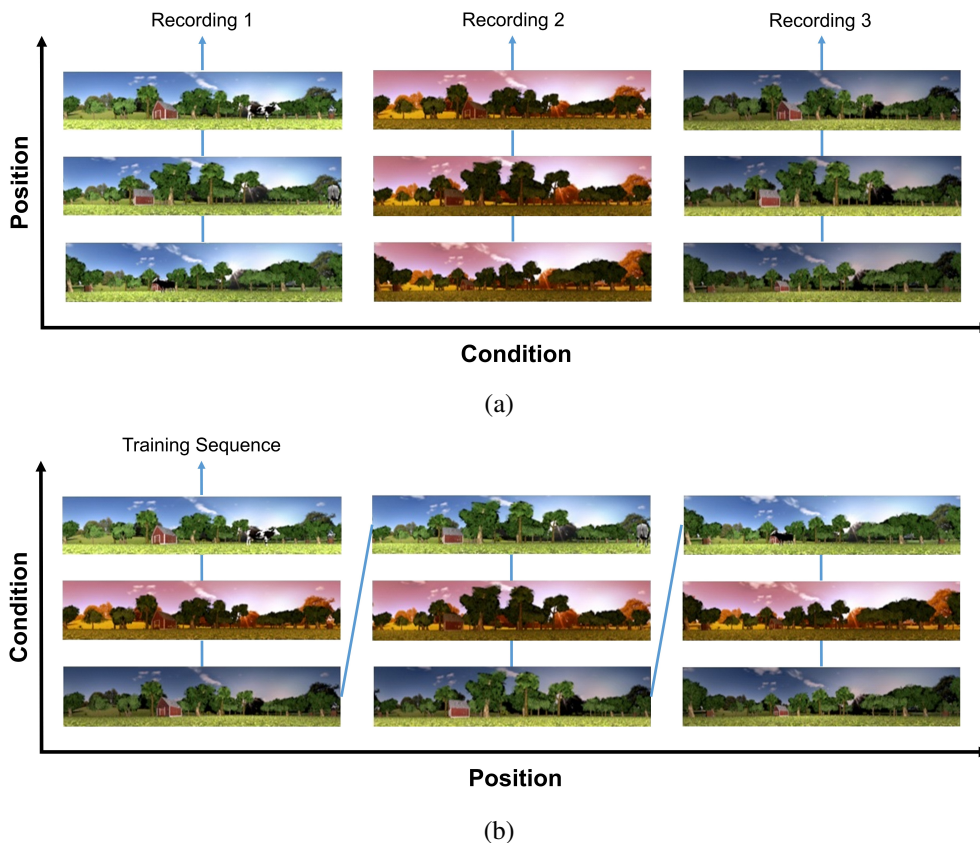 Recording 1
Recording 2
Recording 3
Position
Condition
(a)
Training Sequence
Condition
Position
(b)